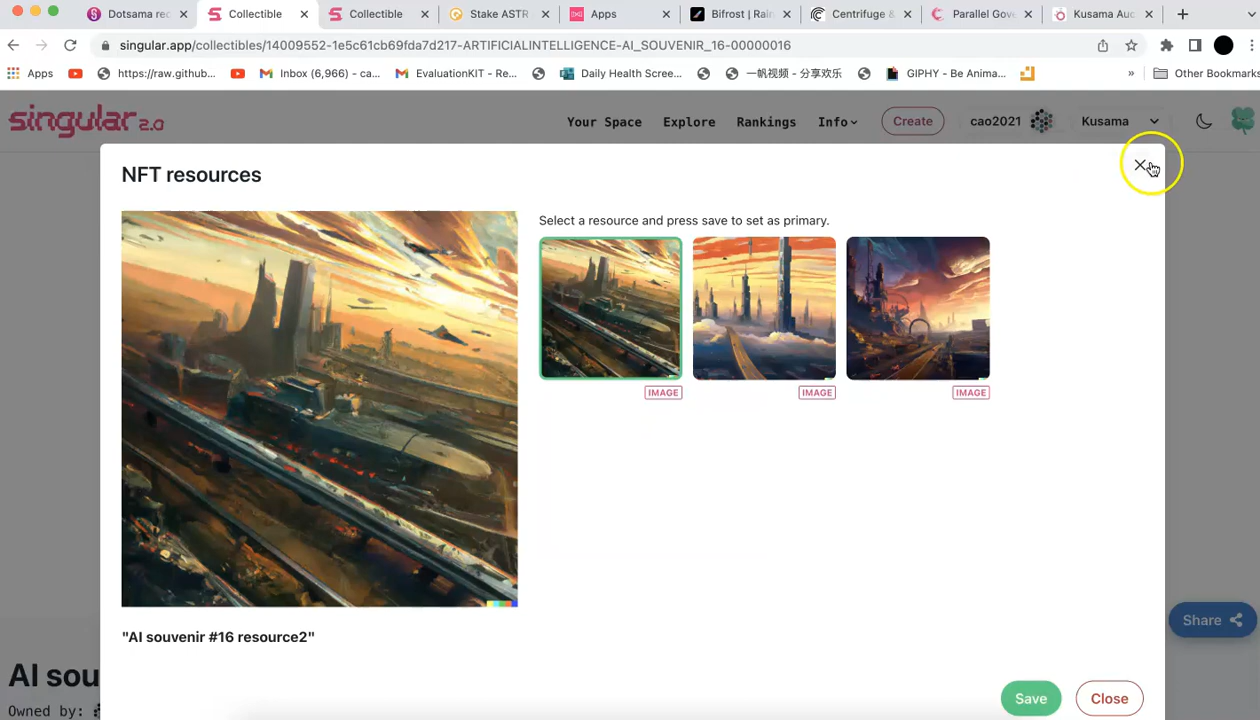 Dotsama rec
Collectible
Collectible
Stake ASTR
Apps
Bifrost | Rain
Centrifuge &
Parallel Gov
Kusama Auc
singular.app/collectibles/14009552-1e5c61cb69fda7d217-ARTIFICIALINTELLIGENCE-AI_SOUVENIR_16-00000016
Apps
https://raw.github...
Inbox (6,966) - ca...
EvaluationKIT - Re...
Daily Health Scree...
一帆视频 - 分享欢乐
GIPHY - Be Anima...
»
Other Bookmarks
singular 2.0
Your Space
Explore
Rankings
Info
Create
cao2021
Kusama
NFT resources
Select a resource and press save to set as primary.
IMAGE
IMAGE
IMAGE
"AI souvenir #16 resource2"
Share
AI sou
Owned by:
Save
Close